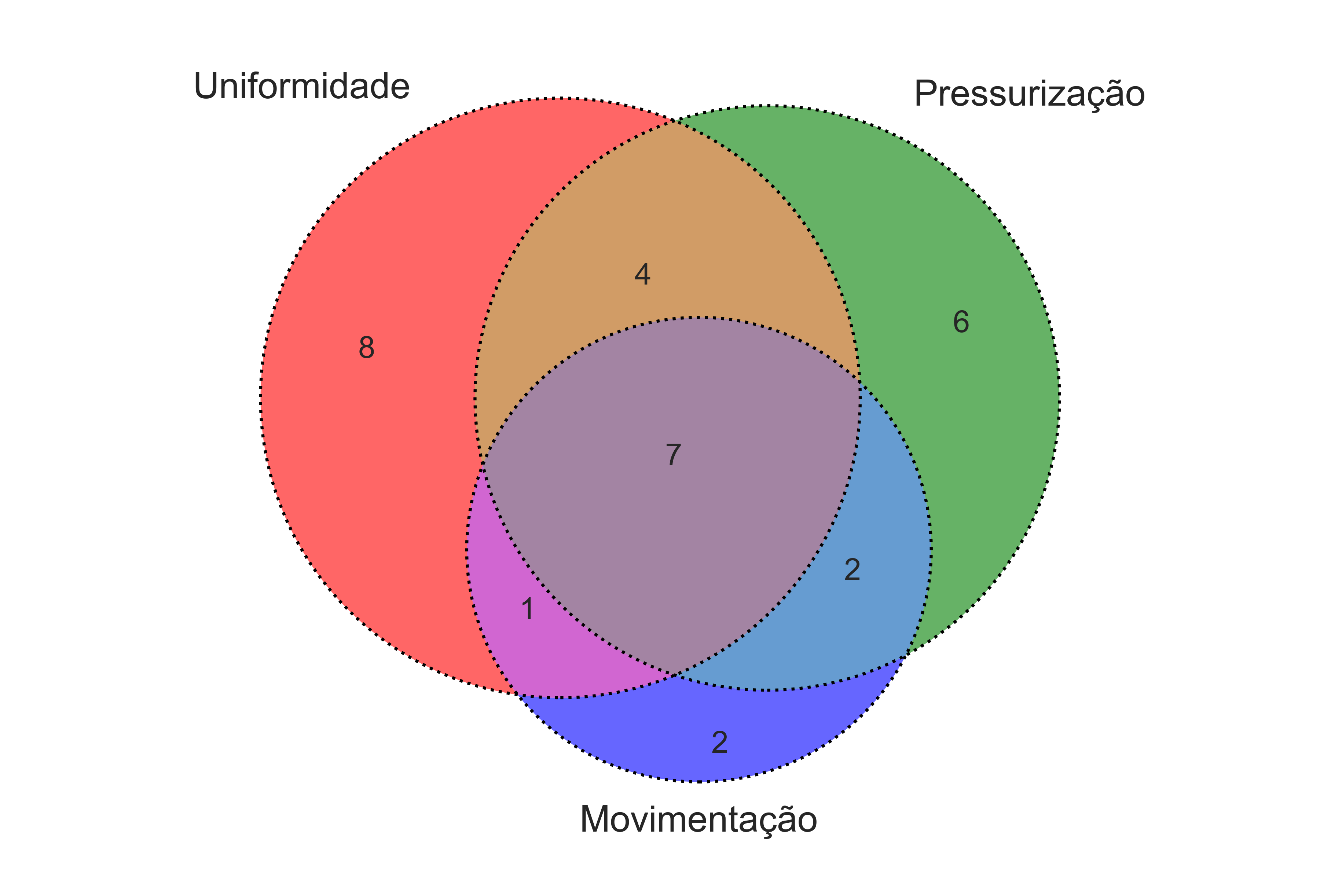 Uniformidade
Pressurização
4
6
8
7
2
1
2
Movimentação